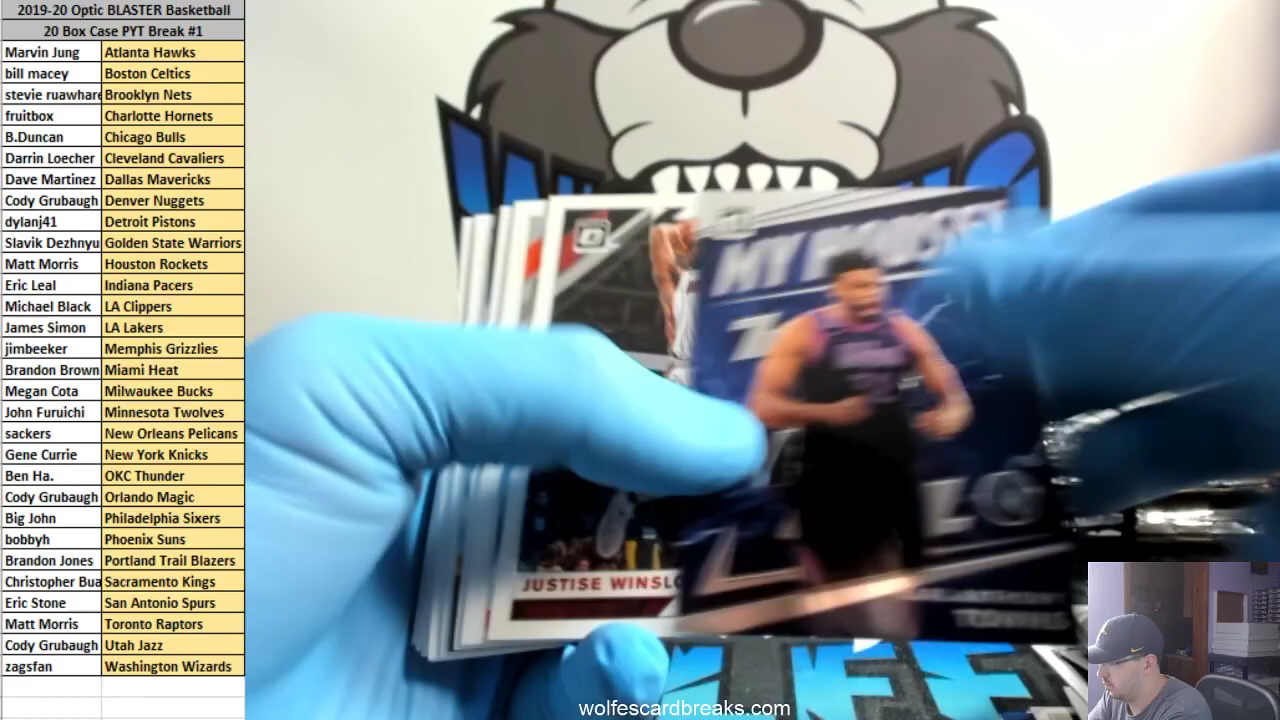 2019-20 Optic BLASTER Basketball
20 Box Case PYT Break #1
Marvin Jung Atlanta Hawks
bill macey Boston Celtics
stevie ruawhare Brooklyn Nets
fruitbox Charlotte Hornets
B.Duncan Chicago Bulls
Darrin Loecher Cleveland Cavaliers
Dave Martinez Dallas Mavericks
Cody Grubaugh Denver Nuggets
dylanj41 Detroit Pistons
Slavik Dezhnyu Golden State Warriors
Matt Morris Houston Rockets
Eric Leal Indiana Pacers
Michael Black LA Clippers
James Simon LA Lakers
jimbeeker Memphis Grizzlies
Brandon Brown Miami Heat
Megan Cota Milwaukee Bucks
John Furuichi Minnesota Twolves
sackers New Orleans Pelicans
Gene Currie New York Knicks
Ben Ha. OKC Thunder
Cody Grubaugh Orlando Magic
Big John Philadelphia Sixers
bobbyh Phoenix Suns
Brandon Jones Portland Trail Blazers
Christopher Bua Sacramento Kings
Eric Stone San Antonio Spurs
Matt Morris Toronto Raptors
Cody Grubaugh Utah Jazz
zagsfan Washington Wizards
MY HOUSE!
JUSTISE WINSLO
TOWNS
wolfescardbreaks.com